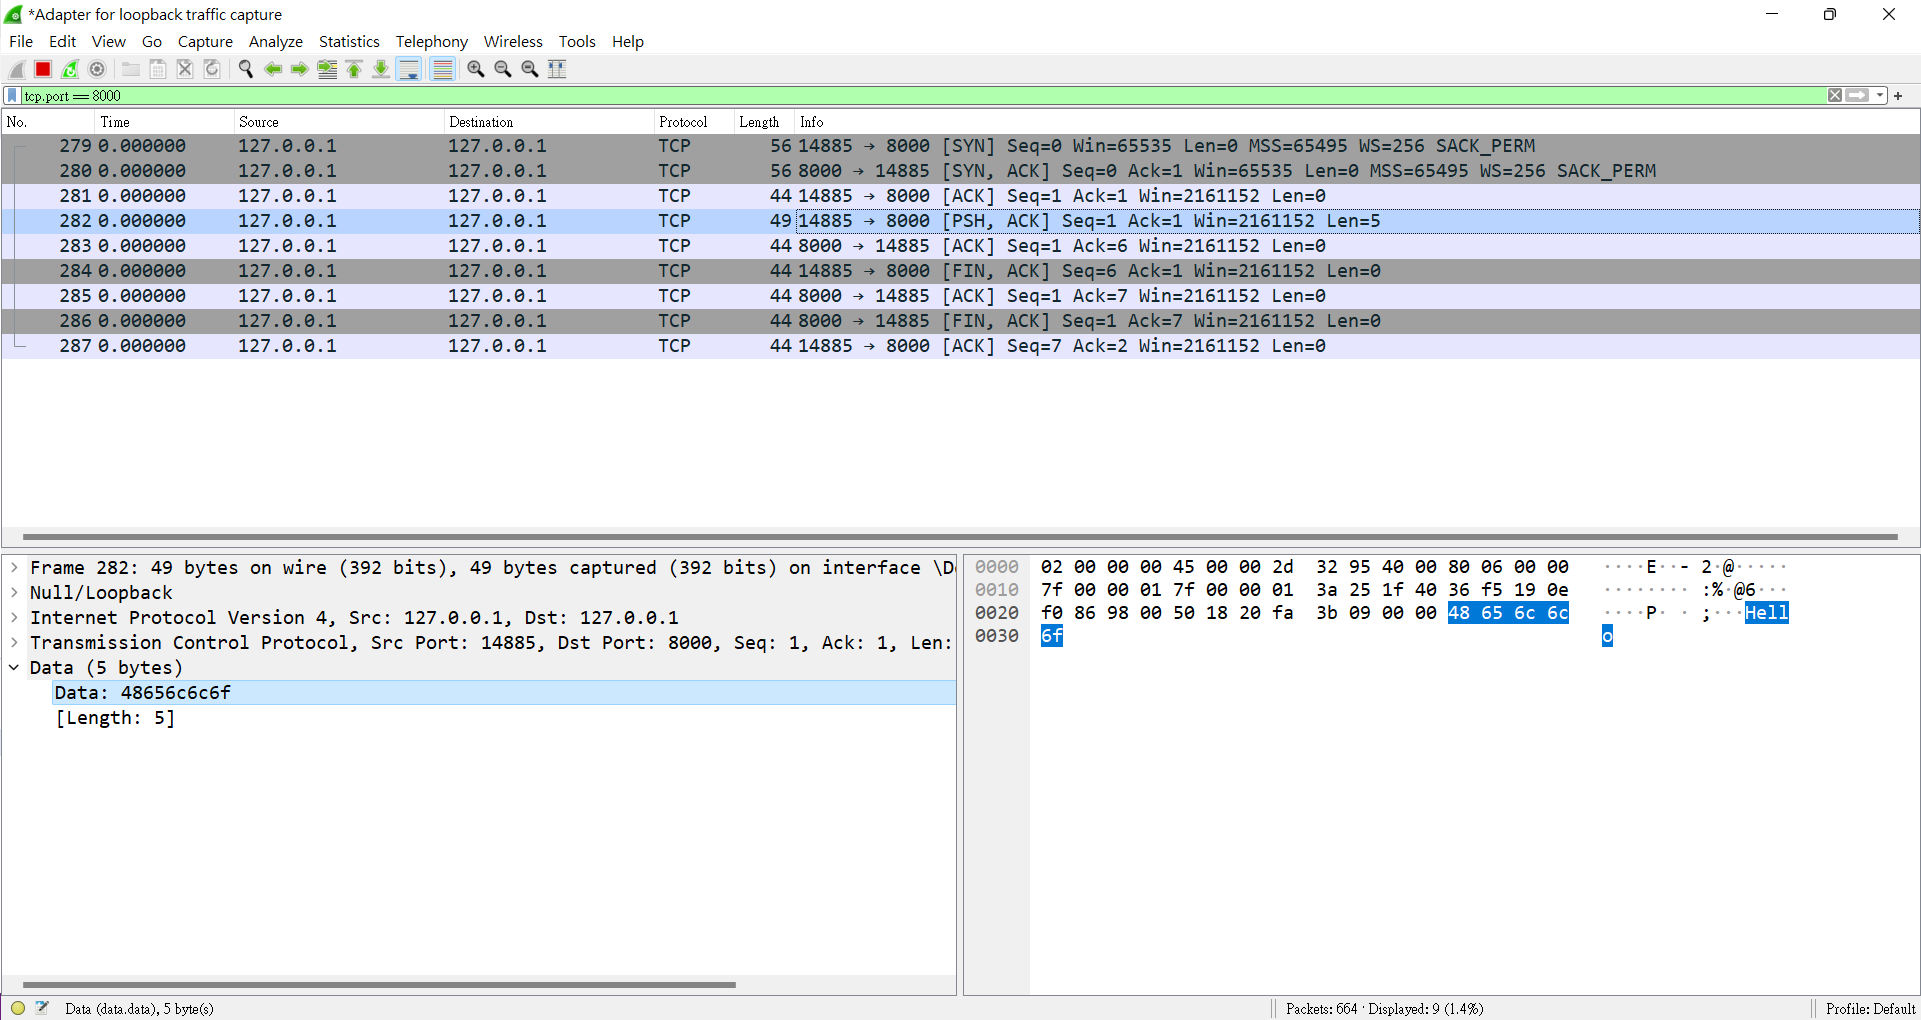 *Adapter for loopback traffic capture
File Edit View Go Capture Analyze Statistics Telephony Wireless Tools Help
tcp.port == 8000
No. Time Source Destination Protocol Length Info
279 0.000000 127.0.0.1 127.0.0.1 TCP 56 14885 → 8000 [SYN] Seq=0 Win=65535 Len=0 MSS=65495 WS=256 SACK_PERM
280 0.000000 127.0.0.1 127.0.0.1 TCP 56 8000 → 14885 [SYN, ACK] Seq=0 Ack=1 Win=65535 Len=0 MSS=65495 WS=256 SACK_PERM
281 0.000000 127.0.0.1 127.0.0.1 TCP 44 14885 → 8000 [ACK] Seq=1 Ack=1 Win=2161152 Len=0
282 0.000000 127.0.0.1 127.0.0.1 TCP 49 14885 → 8000 [PSH, ACK] Seq=1 Ack=1 Win=2161152 Len=5
283 0.000000 127.0.0.1 127.0.0.1 TCP 44 8000 → 14885 [ACK] Seq=1 Ack=6 Win=2161152 Len=0
284 0.000000 127.0.0.1 127.0.0.1 TCP 44 14885 → 8000 [FIN, ACK] Seq=6 Ack=1 Win=2161152 Len=0
285 0.000000 127.0.0.1 127.0.0.1 TCP 44 8000 → 14885 [ACK] Seq=1 Ack=7 Win=2161152 Len=0
286 0.000000 127.0.0.1 127.0.0.1 TCP 44 8000 → 14885 [FIN, ACK] Seq=1 Ack=7 Win=2161152 Len=0
287 0.000000 127.0.0.1 127.0.0.1 TCP 44 14885 → 8000 [ACK] Seq=7 Ack=2 Win=2161152 Len=0
Frame 282: 49 bytes on wire (392 bits), 49 bytes captured (392 bits) on interface \D
Null/Loopback
Internet Protocol Version 4, Src: 127.0.0.1, Dst: 127.0.0.1
Transmission Control Protocol, Src Port: 14885, Dst Port: 8000, Seq: 1, Ack: 1, Len:
Data (5 bytes)
Data: 48656c6c6f
[Length: 5]
0000 02 00 00 00 45 00 00 2d 32 95 40 00 80 06 00 00 ····E··-2·@·····
0010 7f 00 00 01 7f 00 00 01 3a 25 1f 40 36 f5 19 0e ········:%·@6···
0020 f0 86 98 00 50 18 20 fa 3b 09 00 00 48 65 6c 6c ····P· ·;···Hell
0030 6f o
Data (data.data), 5 byte(s)
Packets: 664 · Displayed: 9 (1.4%)
Profile: Default